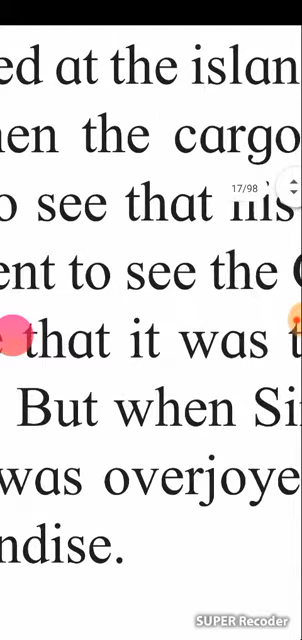 ed at the islan
hen the cargo
o see that his
17/98
ent to see the
that it was t
But when Si
was overjoye
ndise.
SUPER Recoder